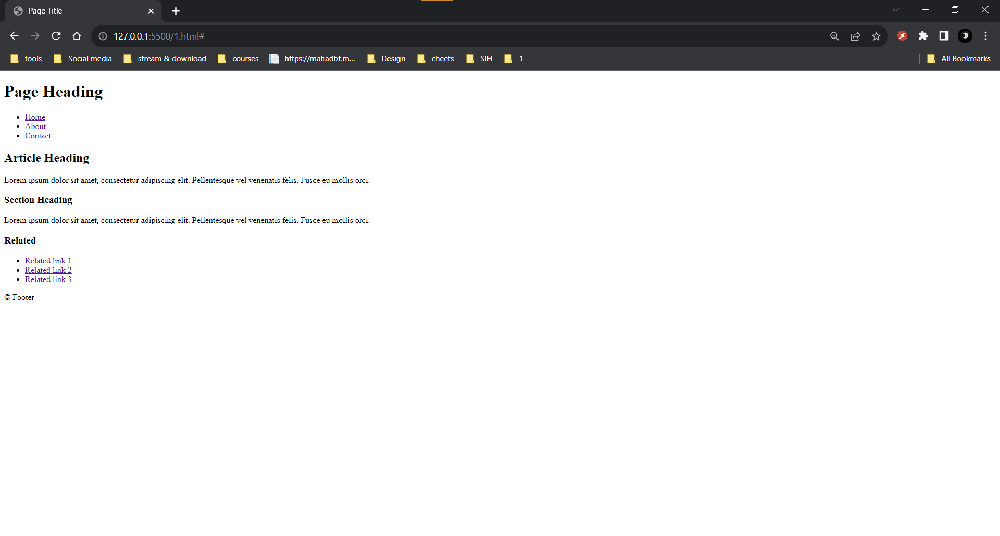 Page Title
127.0.0.1:5500/1.html#
tools Social media stream & download courses https://mahadbt.m... Design cheets SIH 1 All Bookmarks
Page Heading
Home
About
Contact
Article Heading
Lorem ipsum dolor sit amet, consectetur adipiscing elit. Pellentesque vel venenatis felis. Fusce eu mollis orci.
Section Heading
Lorem ipsum dolor sit amet, consectetur adipiscing elit. Pellentesque vel venenatis felis. Fusce eu mollis orci.
Related
Related link 1
Related link 2
Related link 3
© Footer